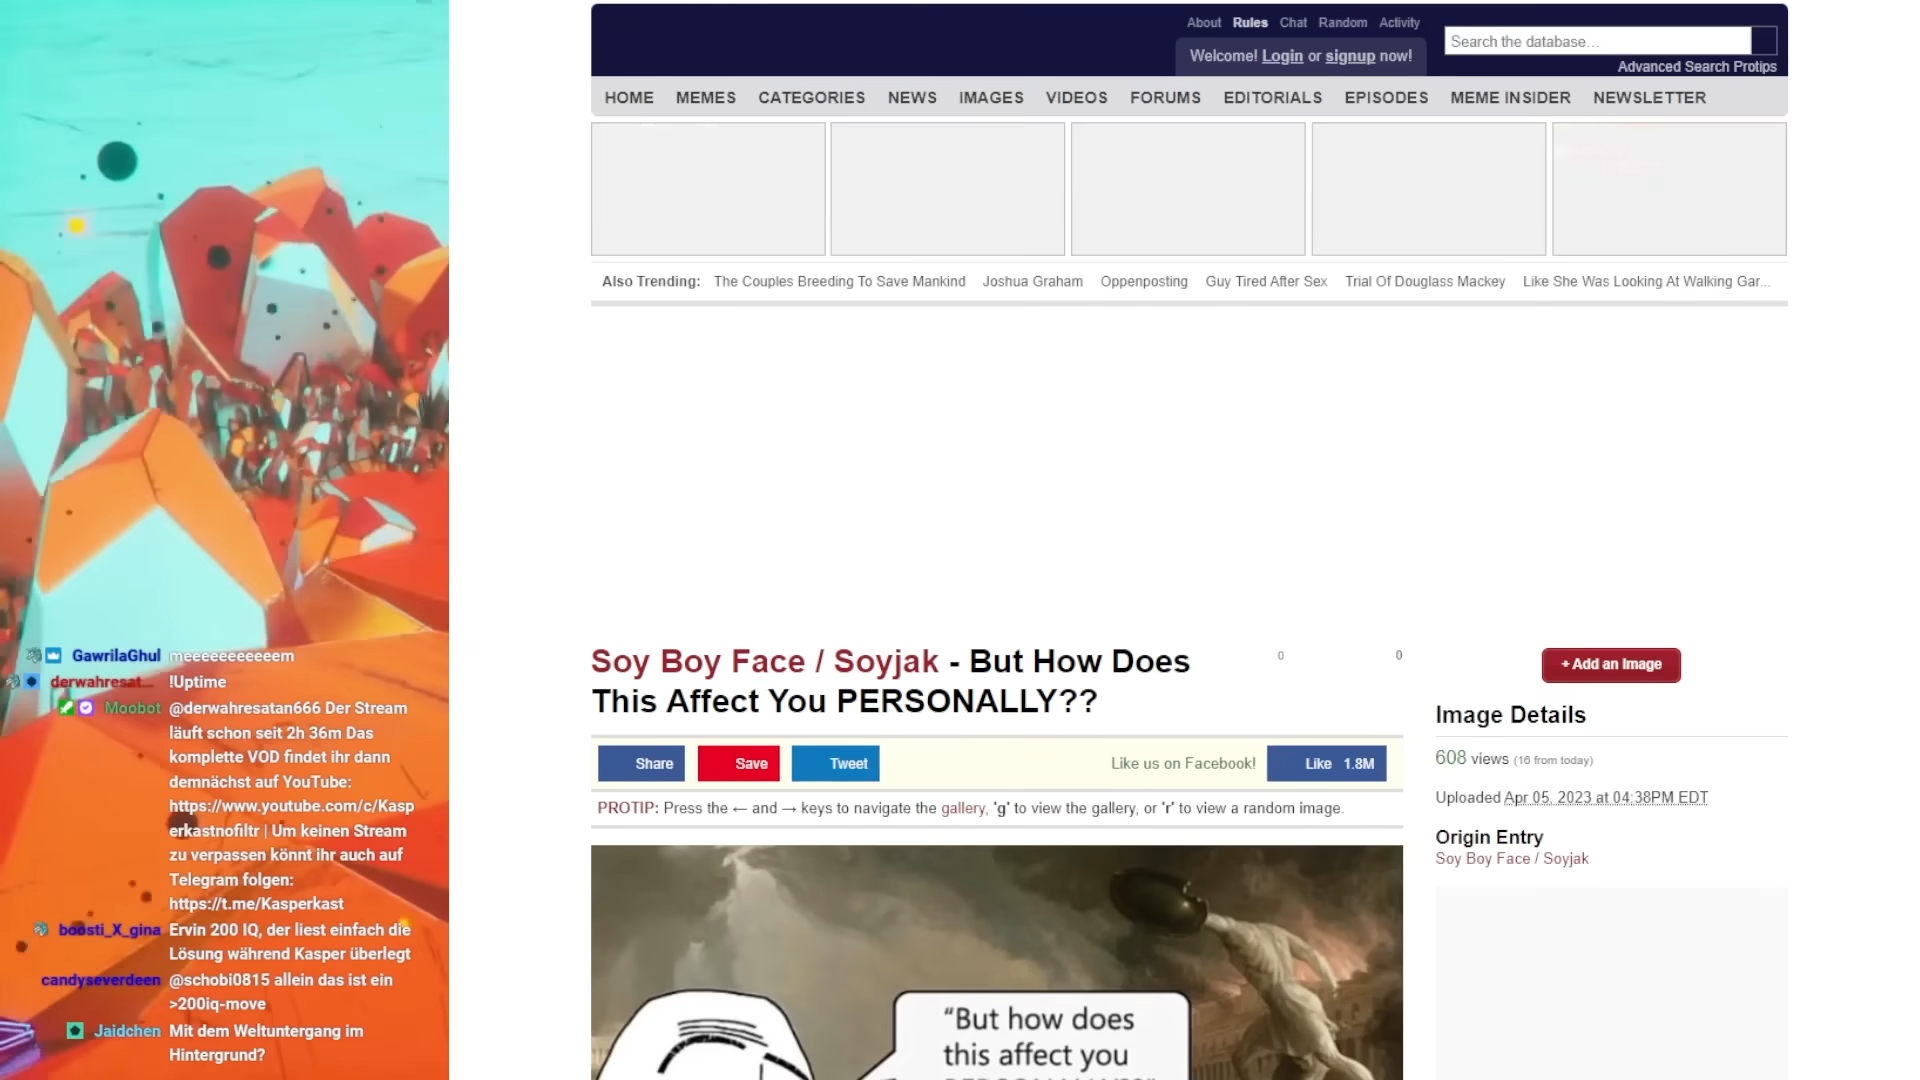 About Rules Chat Random Activity
Search the database...
Welcome! Login or signup now!
Advanced Search Protips
HOME MEMES CATEGORIES NEWS IMAGES VIDEOS FORUMS EDITORIALS EPISODES MEME INSIDER NEWSLETTER
Also Trending: The Couples Breeding To Save Mankind Joshua Graham Oppenposting Guy Tired After Sex Trial Of Douglass Mackey Like She Was Looking At Walking Gar...
Soy Boy Face / Soyjak - But How Does
This Affect You PERSONALLY??
0 0
Share Save Tweet Like us on Facebook! Like 1.8M
PROTIP: Press the ← and → keys to navigate the gallery, 'g' to view the gallery, or 'r' to view a random image.
"But how does
this affect you
+ Add an Image
Image Details
608 views (16 from today)
Uploaded Apr 05, 2023 at 04:38PM EDT
Origin Entry
Soy Boy Face / Soyjak
GawrilaGhul meeeeeeeeeeem
derwahresat... !Uptime
Moobot @derwahresatan666 Der Stream
läuft schon seit 2h 36m Das
komplette VOD findet ihr dann
demnächst auf YouTube:
https://www.youtube.com/c/Kasp
erkastnofiltr | Um keinen Stream
zu verpassen könnt ihr auch auf
Telegram folgen:
https://t.me/Kasperkast
boosti_X_gina Ervin 200 IQ, der liest einfach die
Lösung während Kasper überlegt
candyseverdeen @schobi0815 allein das ist ein
>200iq-move
Jaidchen Mit dem Weltuntergang im
Hintergrund?